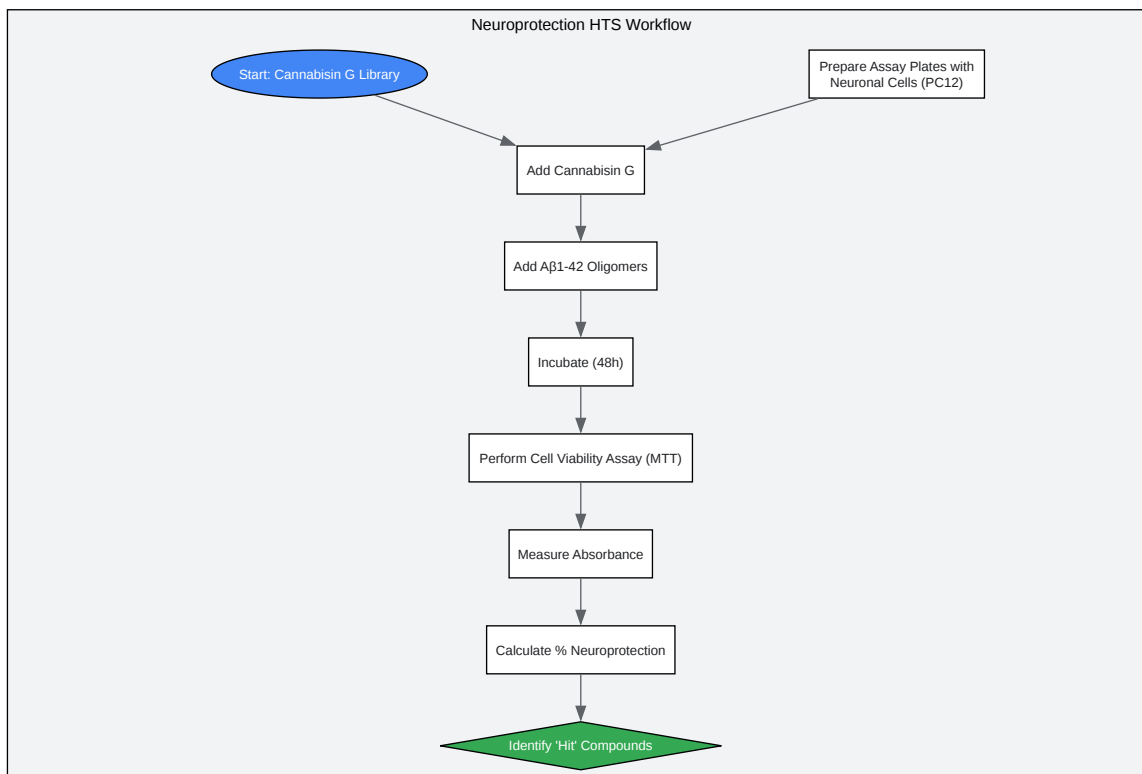 Neuroprotection HTS Workflow
Start: Cannabisin G Library
Prepare Assay Plates with
Neuronal Cells (PC12)
Add Cannabisin G
Add Aβ1-42 Oligomers
Incubate (48h)
Perform Cell Viability Assay (MTT)
Measure Absorbance
Calculate % Neuroprotection
Identify 'Hit' Compounds